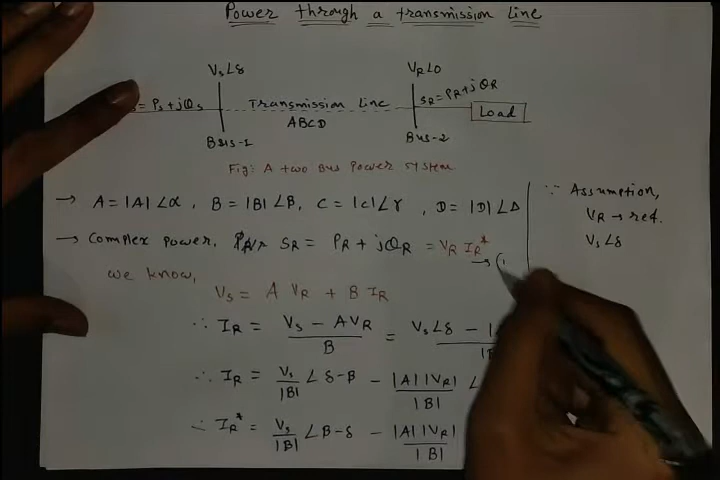 Power through a transmission Line
Vs∠δ
VR∠0
= Ps + jQs
Transmission line
SR = PR + jQR
Load
ABCD
Bus-1
Bus-2
Fig: A two Bus Power System
→ A = |A|∠α , B = |B|∠β, C = |C|∠γ , D = |D|∠Δ
∵ Assumption,
VR → ref.
Vs∠δ
→ Complex power, SR = PR + jQR = VR IR*
→ (
we know,
Vs = A VR + B IR
∴ IR = Vs - AVR / B = Vs∠δ - 
∴ IR = Vs/|B| ∠δ-β - |A||VR|/|B| ∠
∴ IR* = Vs/|B| ∠β-δ - |A||VR|/|B|